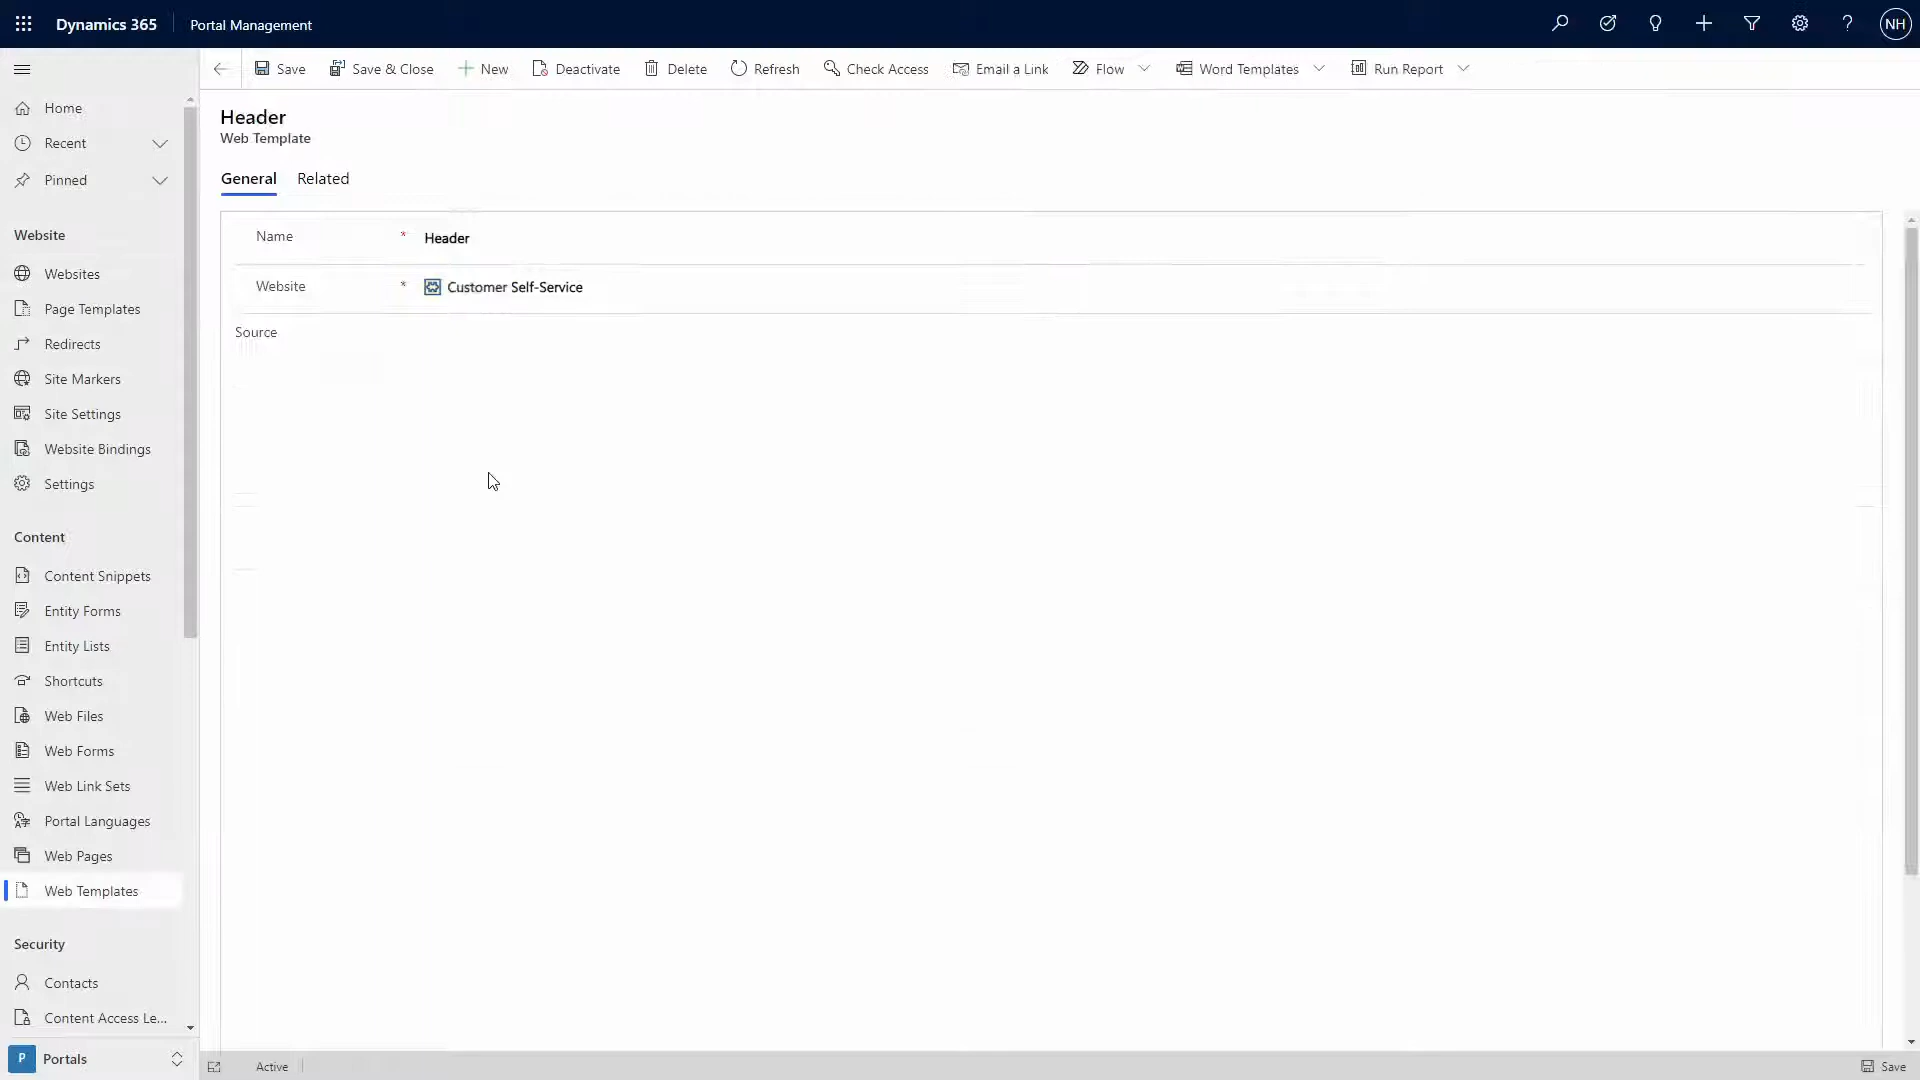 Dynamics 365 Portal Management NH
Save Save & Close New Deactivate Delete Refresh Check Access Email a Link Flow Word Templates Run Report
Home
Recent
Pinned
Website
Websites
Page Templates
Redirects
Site Markers
Site Settings
Website Bindings
Settings
Content
Content Snippets
Entity Forms
Entity Lists
Shortcuts
Web Files
Web Forms
Web Link Sets
Portal Languages
Web Pages
Web Templates
Security
Contacts
Content Access Le...
P Portals
Header
Web Template
General Related
Name * Header
Website * Customer Self-Service
Source
Active Save